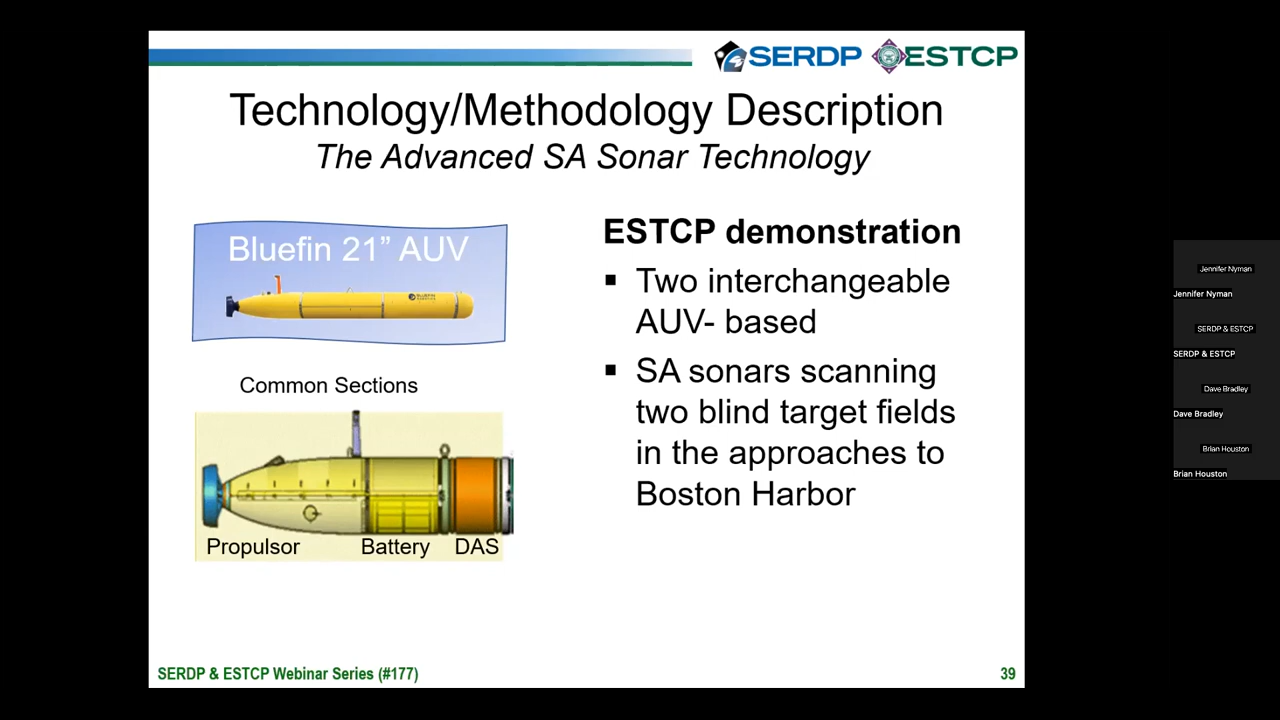 SERDP ESTCP
Technology/Methodology Description
The Advanced SA Sonar Technology
Bluefin 21” AUV
BLUEFIN
Common Sections
Propulsor Battery DAS
ESTCP demonstration
Two interchangeable
AUV- based
SA sonars scanning
two blind target fields
in the approaches to
Boston Harbor
SERDP & ESTCP Webinar Series (#177)
39
Jennifer Nyman
Jennifer Nyman
SERDP & ESTCP
SERDP & ESTCP
Dave Bradley
Dave Bradley
Brian Houston
Brian Houston